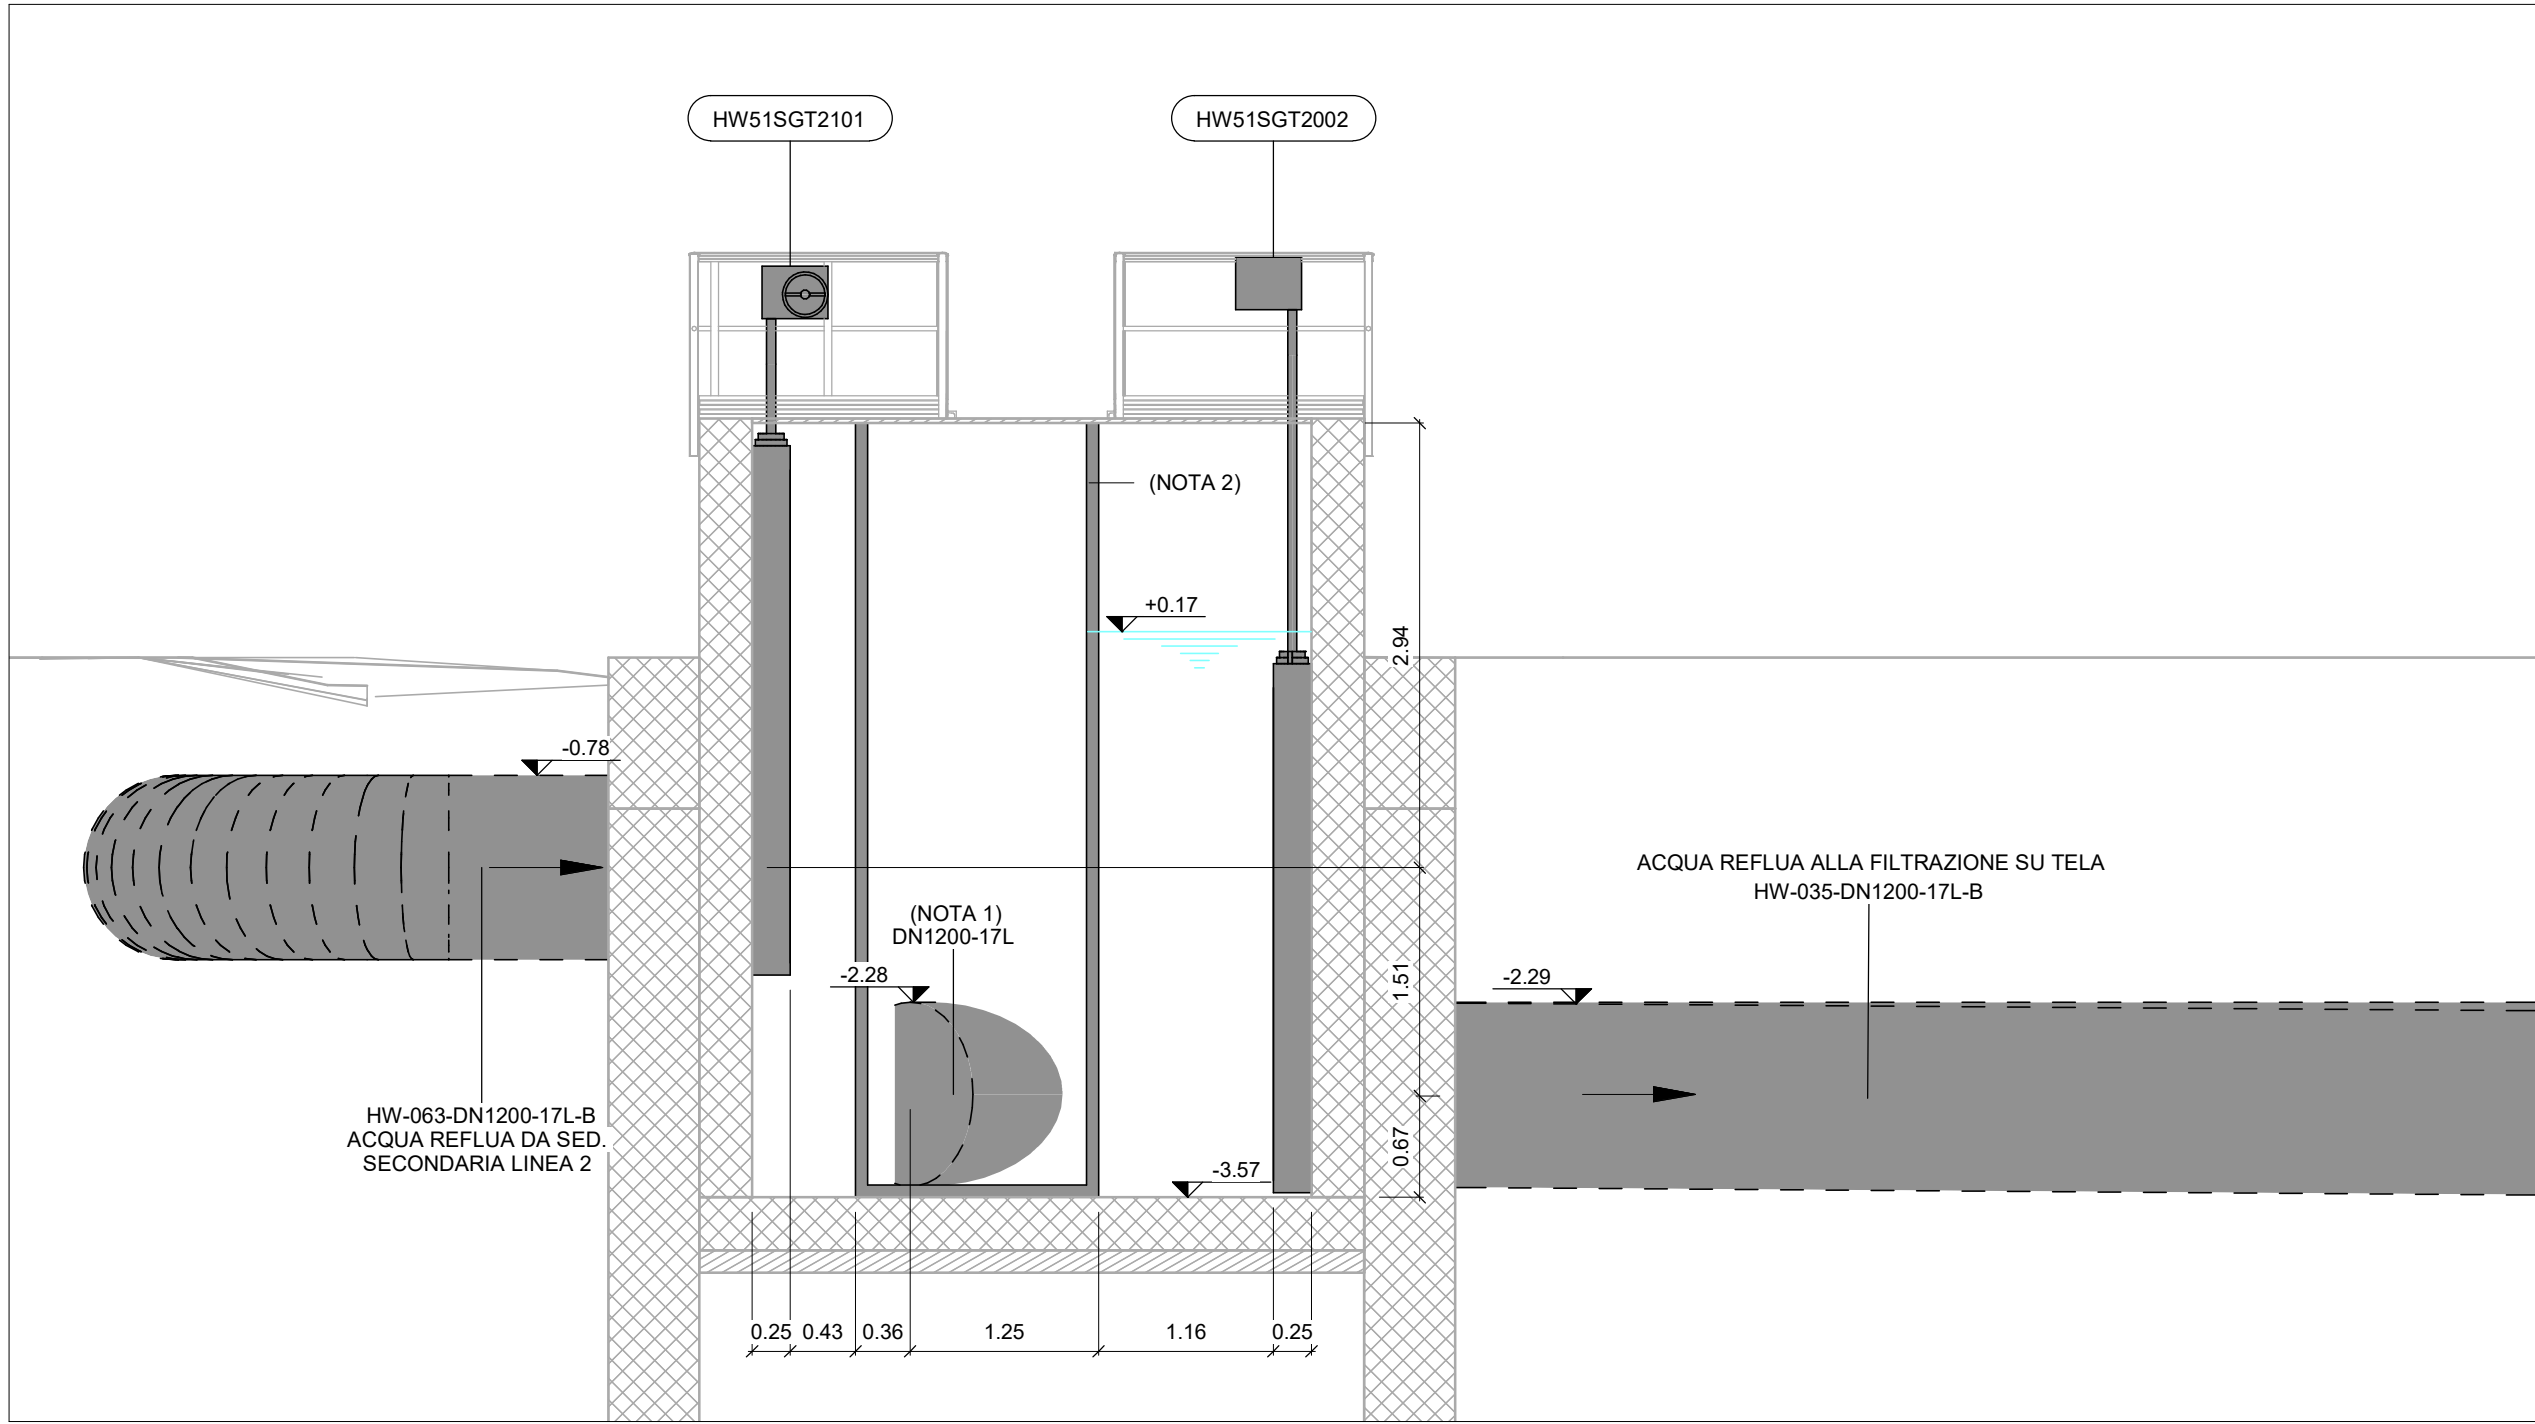 HW51SGT2101
HW51SGT2002
(NOTA 2)
+0.17
2.94
-0.78
ACQUA REFLUA ALLA FILTRAZIONE SU TELA
HW-035-DN1200-17L-B
(NOTA 1)
DN1200-17L
-2.28
1.51
-2.29
HW-063-DN1200-17L-B
ACQUA REFLUA DA SED.
SECONDARIA LINEA 2
0.67
-3.57
0.25 0.43 0.36 1.25 1.16 0.25